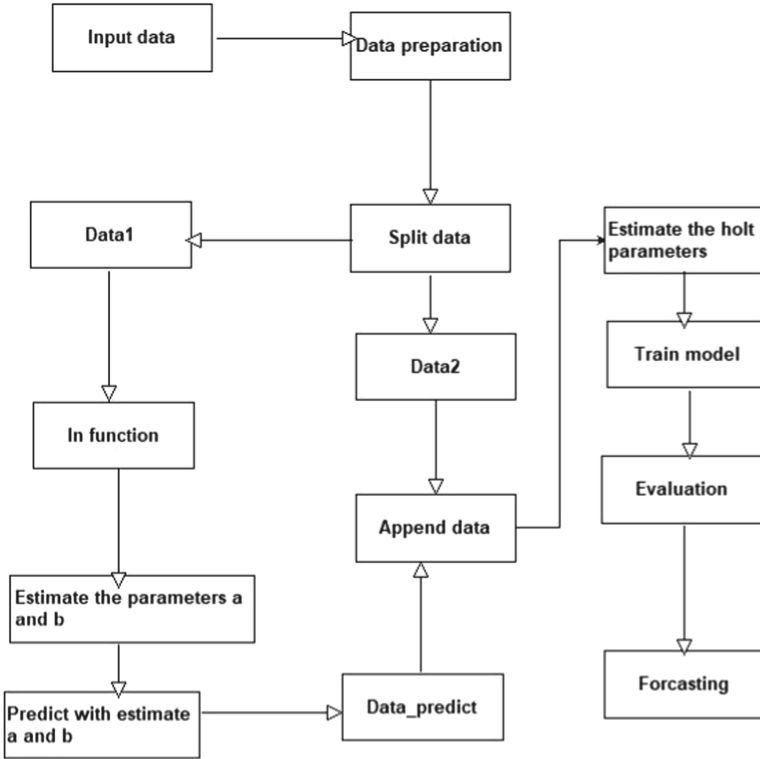 Input data
Data preparation
Data1
Split data
Estimate the holt
parameters
Data2
Train model
In function
Evaluation
Append data
Estimate the parameters a
and b
Predict with estimate
a and b
Data_predict
Forcasting